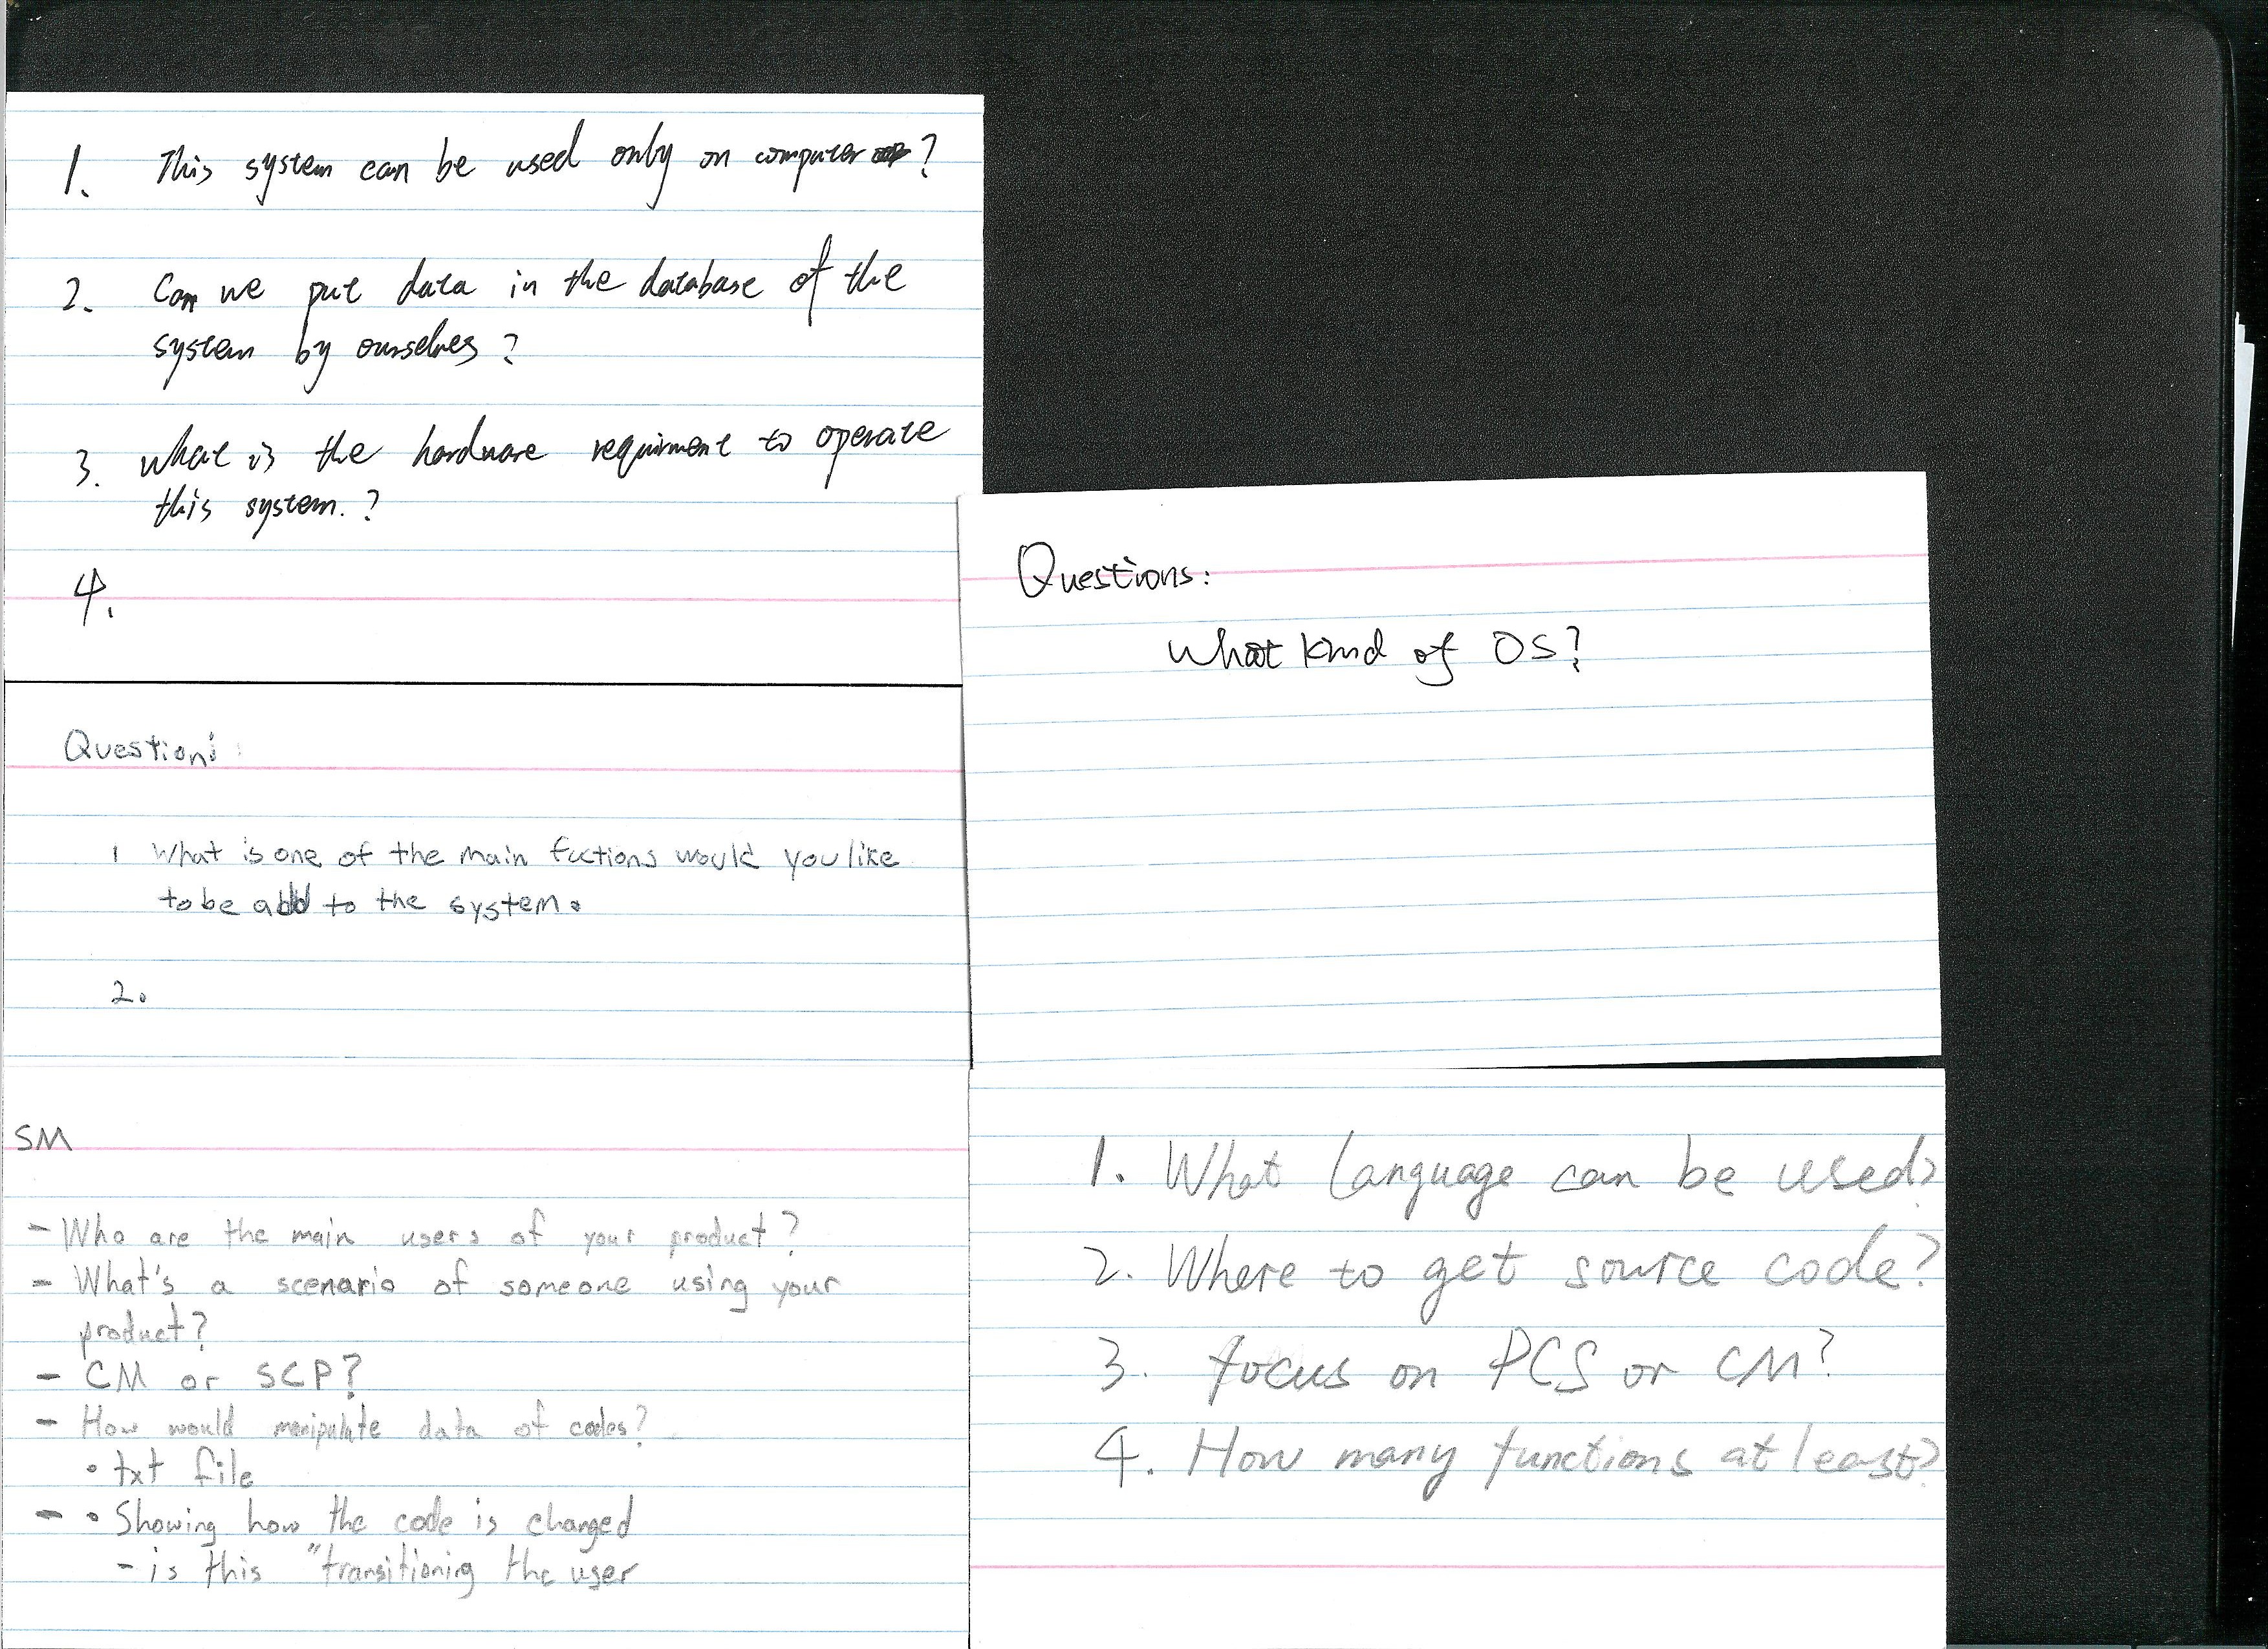 1. This system can be used only on computer ?
2. Can we put data in the database of the
system by ourselves ?
3. what is the hardware requirment to operate
this system. ?
4.
Questions:
what kind of OS?
Question:
1 What is one of the main fuctions would you like
to be add to the system.
2.
SM
- Who are the main users of your product?
- What's a scenario of someone using your
product?
- CM or SCP?
- How would manipulate data of codes?
• txt file
- • Showing how the code is changed
- is this "transitioning the user
1. What language can be used?
2. Where to get source code?
3. focus on PCS or CM?
4. How many functions at least?